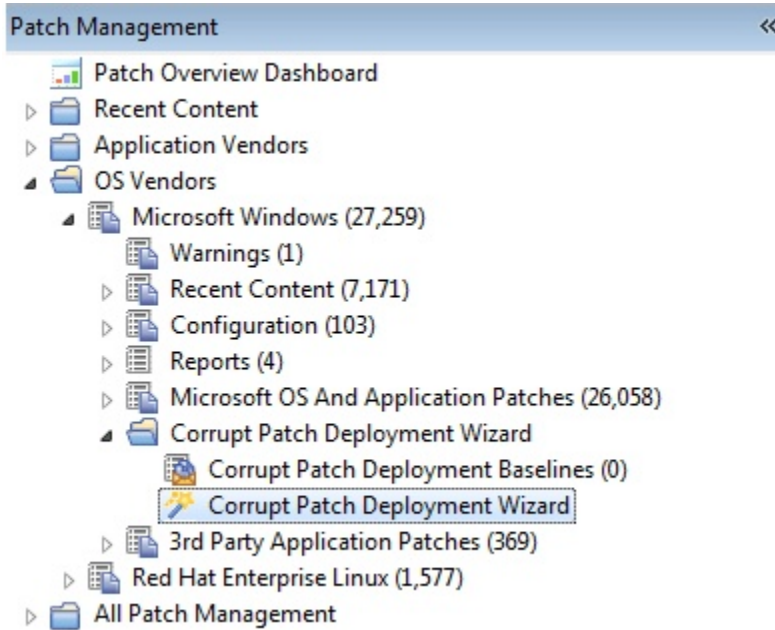 Patch Management «
Patch Overview Dashboard
Recent Content
Application Vendors
OS Vendors
Microsoft Windows (27,259)
Warnings (1)
Recent Content (7,171)
Configuration (103)
Reports (4)
Microsoft OS And Application Patches (26,058)
Corrupt Patch Deployment Wizard
Corrupt Patch Deployment Baselines (0)
Corrupt Patch Deployment Wizard
3rd Party Application Patches (369)
Red Hat Enterprise Linux (1,577)
All Patch Management